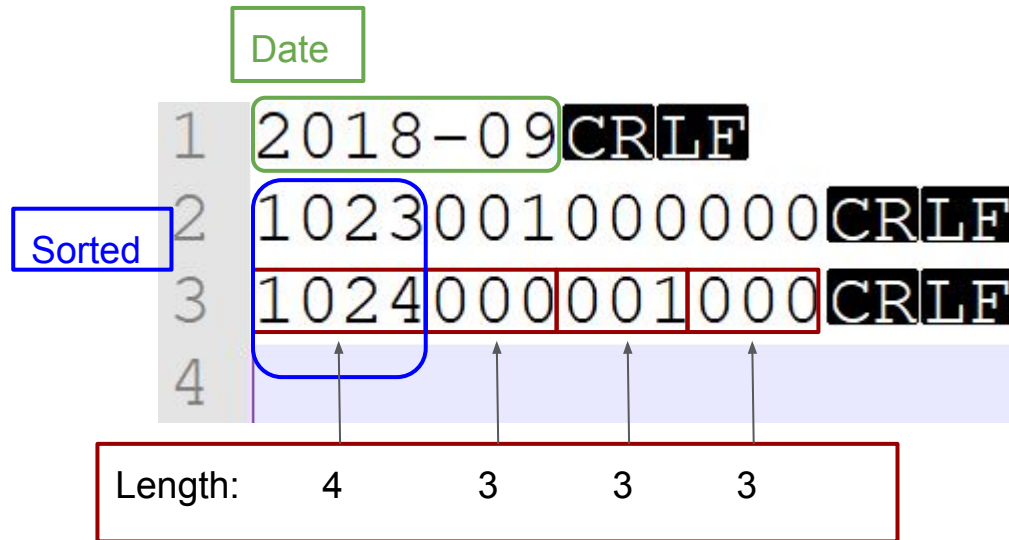 Date
1 2018-09CRLF
2 1023001000000CRLF
Sorted
3 1024000001000CRLF
4
Length: 4 3 3 3